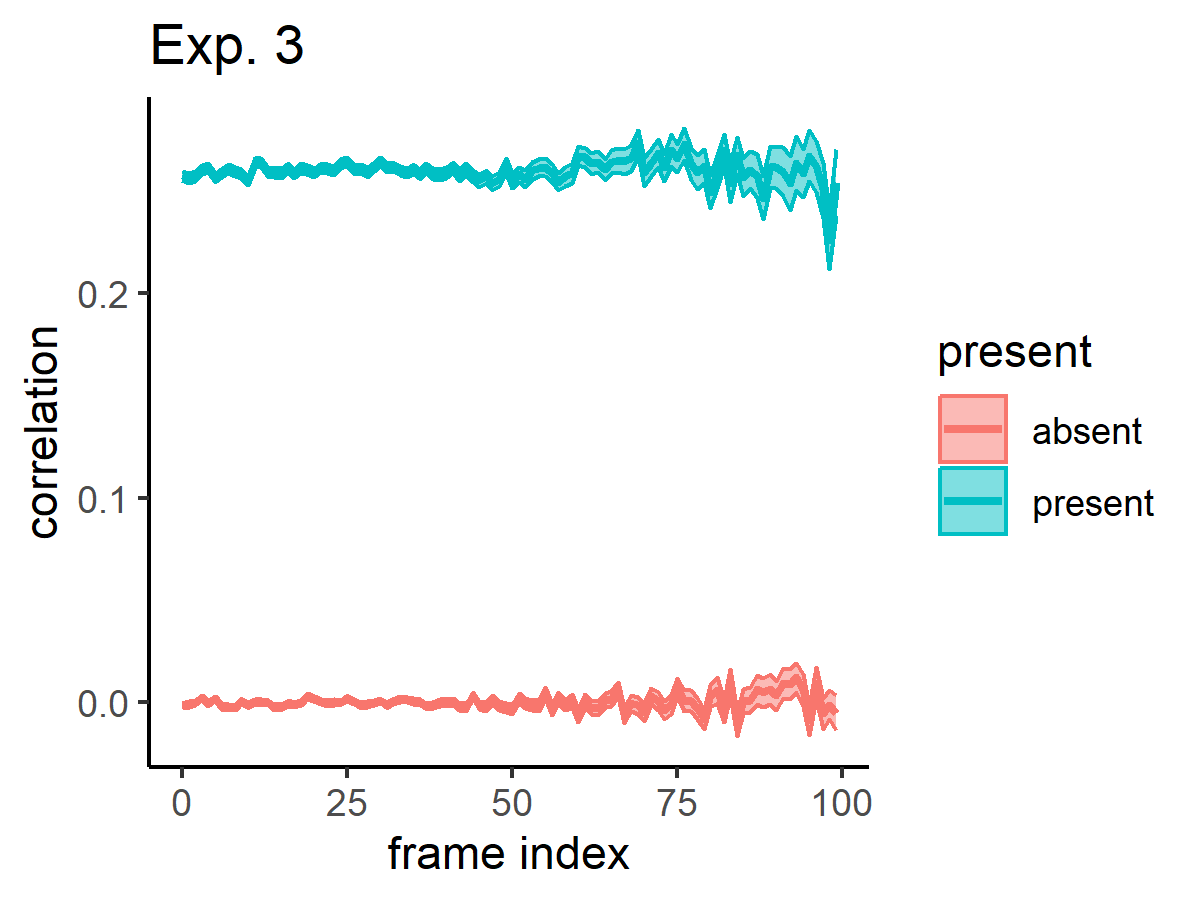 Exp. 3
correlation
0.2
0.1
0.0
0 25 50 75 100
frame index
present
absent
present